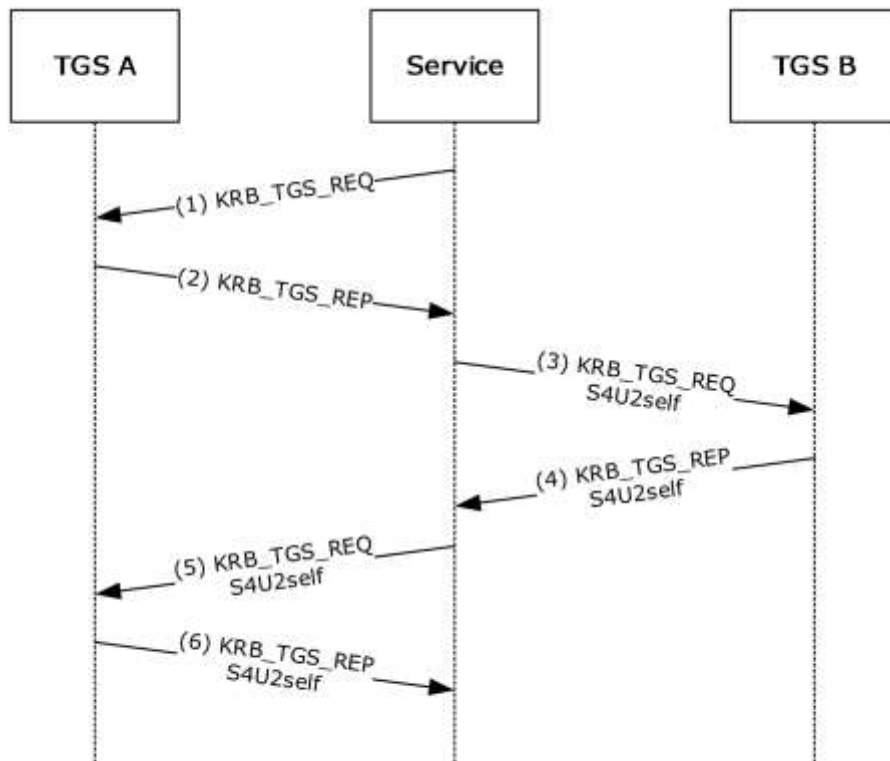 TGS A
Service
TGS B
(1) KRB_TGS_REQ
(2) KRB_TGS_REP
(3) KRB_TGS_REQ
S4U2self
(4) KRB_TGS_REP
S4U2self
(5) KRB_TGS_REQ
S4U2self
(6) KRB_TGS_REP
S4U2self